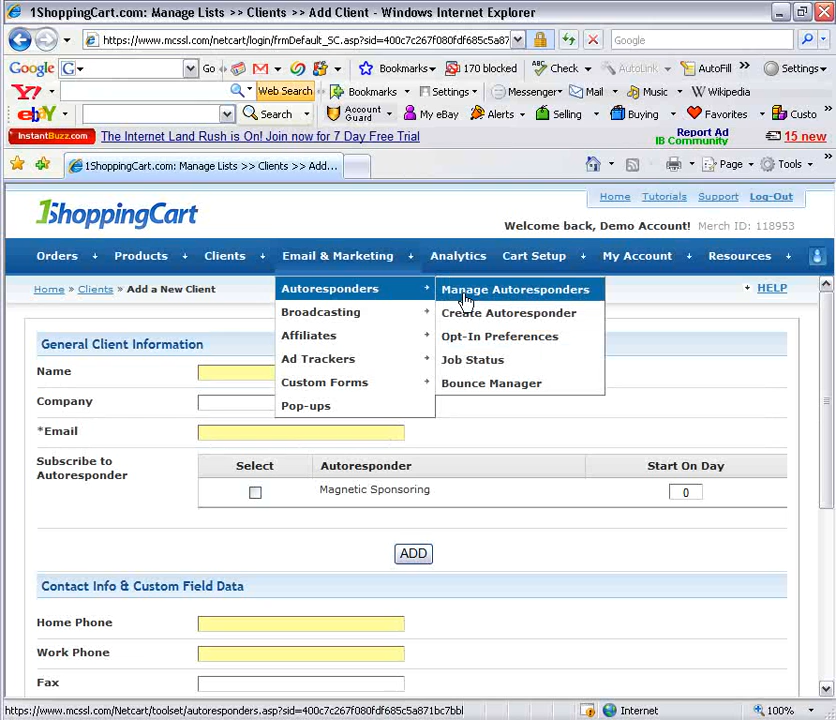 1ShoppingCart.com: Manage Lists >> Clients >> Add Client - Windows Internet Explorer
https://www.mcssl.com/netcart/login/frmDefault_SC.asp?sid=400c7c267f080fdf685c5a87
Google
Google G Go Bookmarks 170 blocked Check AutoLink AutoFill Settings
Y! Web Search Bookmarks Settings Messenger Mail Music Wikipedia
ebY Search Account Guard My eBay Alerts Selling Buying Favorites Custo
InstantBuzz.com The Internet Land Rush is On! Join now for 7 Day Free Trial Report Ad IB Community 15 new
1ShoppingCart.com: Manage Lists >> Clients >> Add... Page Tools
Home Tutorials Support Log-Out
1ShoppingCart
Welcome back, Demo Account! Merch ID: 118953
Orders Products Clients Email & Marketing Analytics Cart Setup My Account Resources
Home > Clients > Add a New Client
HELP
Autoresponders
Broadcasting
Affiliates
Ad Trackers
Custom Forms
Pop-ups
Manage Autoresponders
Create Autoresponder
Opt-In Preferences
Job Status
Bounce Manager
General Client Information
Name
Company
*Email
Subscribe to
Autoresponder
Select Autoresponder Start On Day
Magnetic Sponsoring 0
ADD
Contact Info & Custom Field Data
Home Phone
Work Phone
Fax
https://www.mcssl.com/Netcart/toolset/autoresponders.asp?sid=400c7c267f080fdf685c5a871bc7bbl Internet 100%